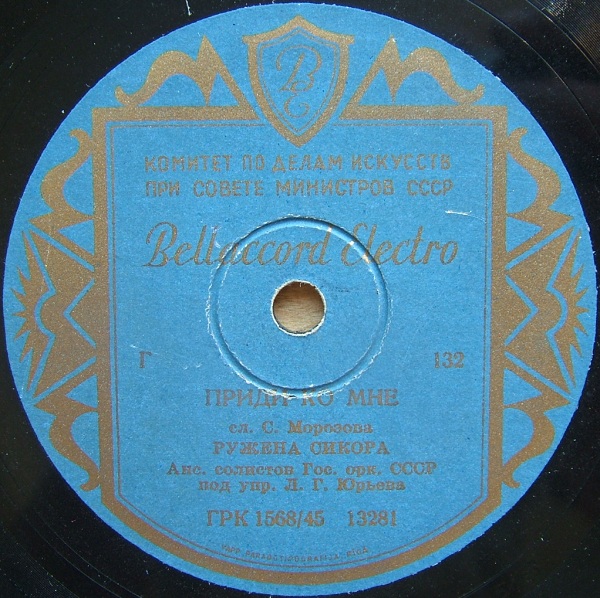 BE
КОМИТЕТ ПО ДЕЛАМ ИСКУССТВ
ПРИ СОВЕТЕ МИНИСТРОВ СССР
Bellaccord Electro
Г 132
ПРИДИ КО МНЕ
сл. С. Морозова
РУЖЕНА СИКОРА
Анс. солистов Гос. орк. СССР
под упр. Л. Г. Юрьева
ГРК 1568/45 13281